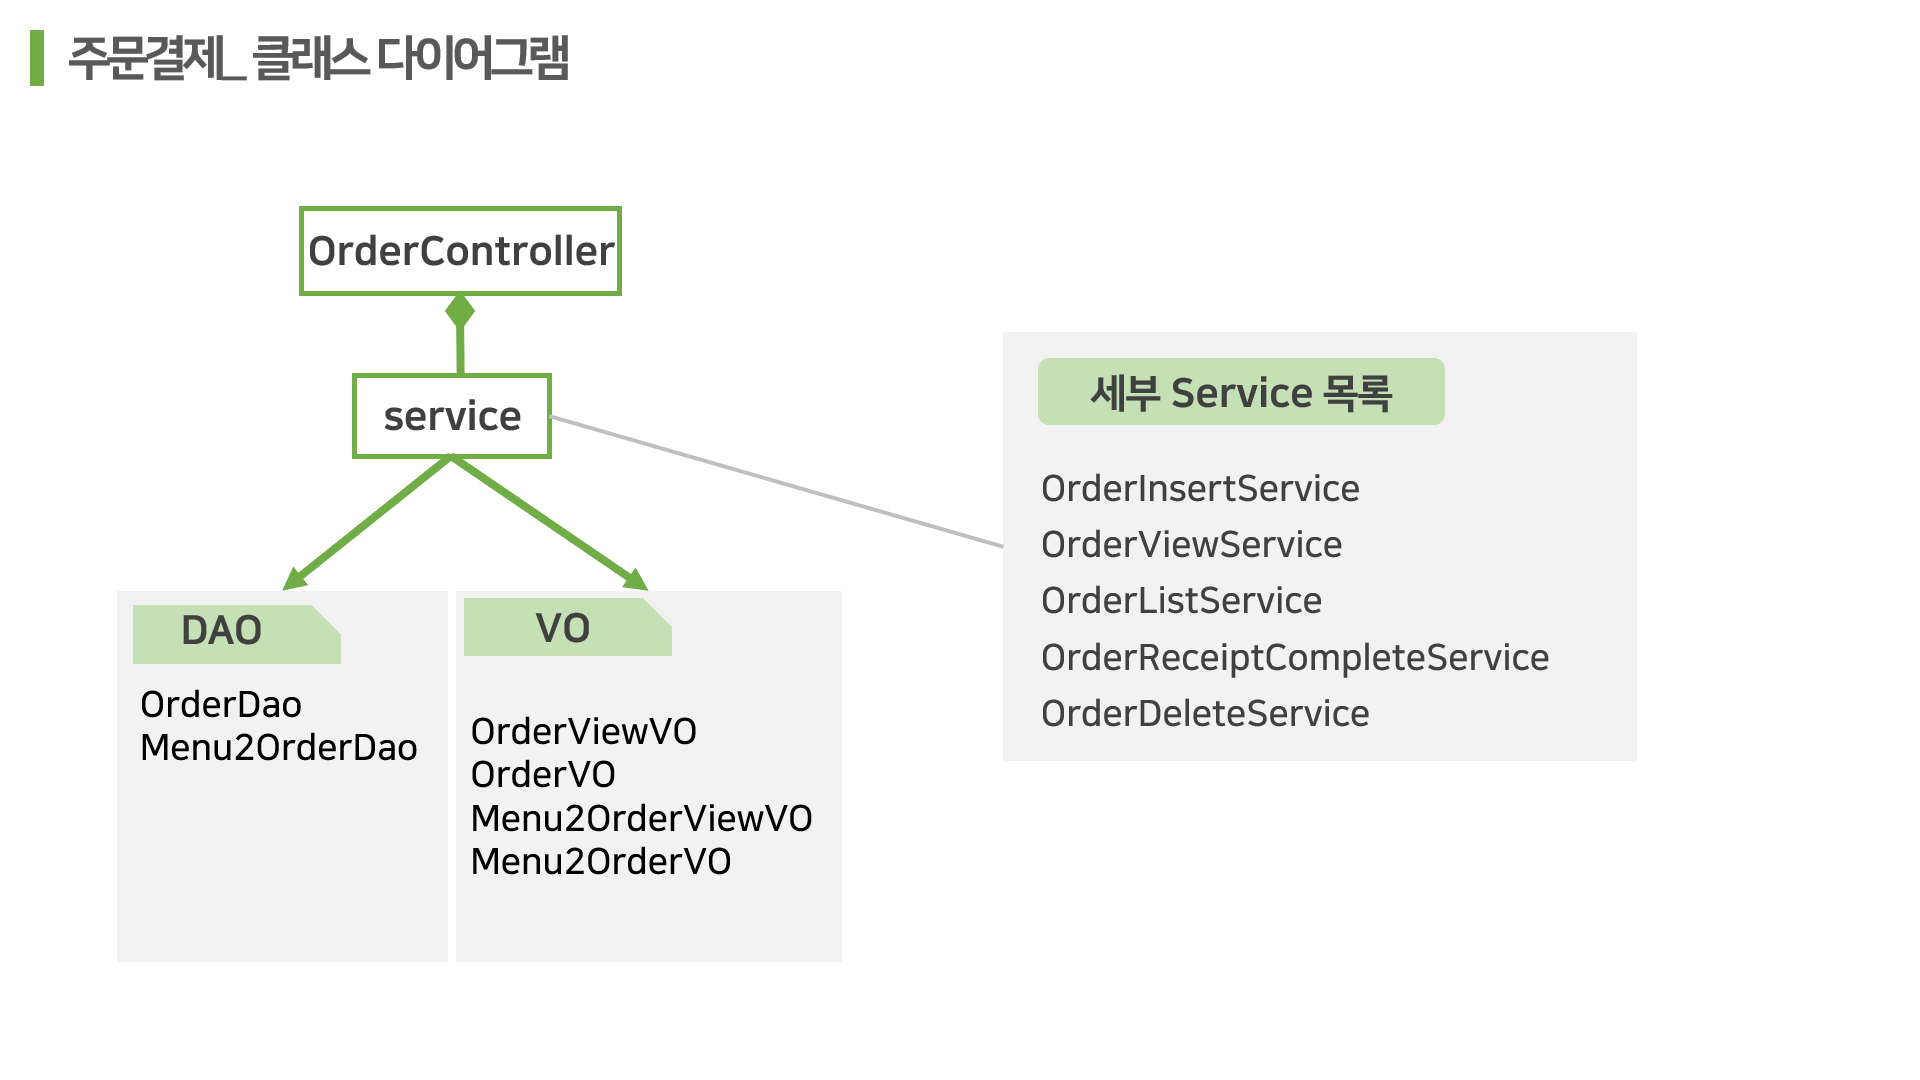 주문결제_ 클래스 다이어그램
OrderController
service
세부 Service 목록
OrderInsertService
OrderViewService
OrderListService
OrderReceiptCompleteService
OrderDeleteService
DAO
OrderDao
Menu2OrderDao
VO
OrderViewVO
OrderVO
Menu2OrderViewVO
Menu2OrderVO